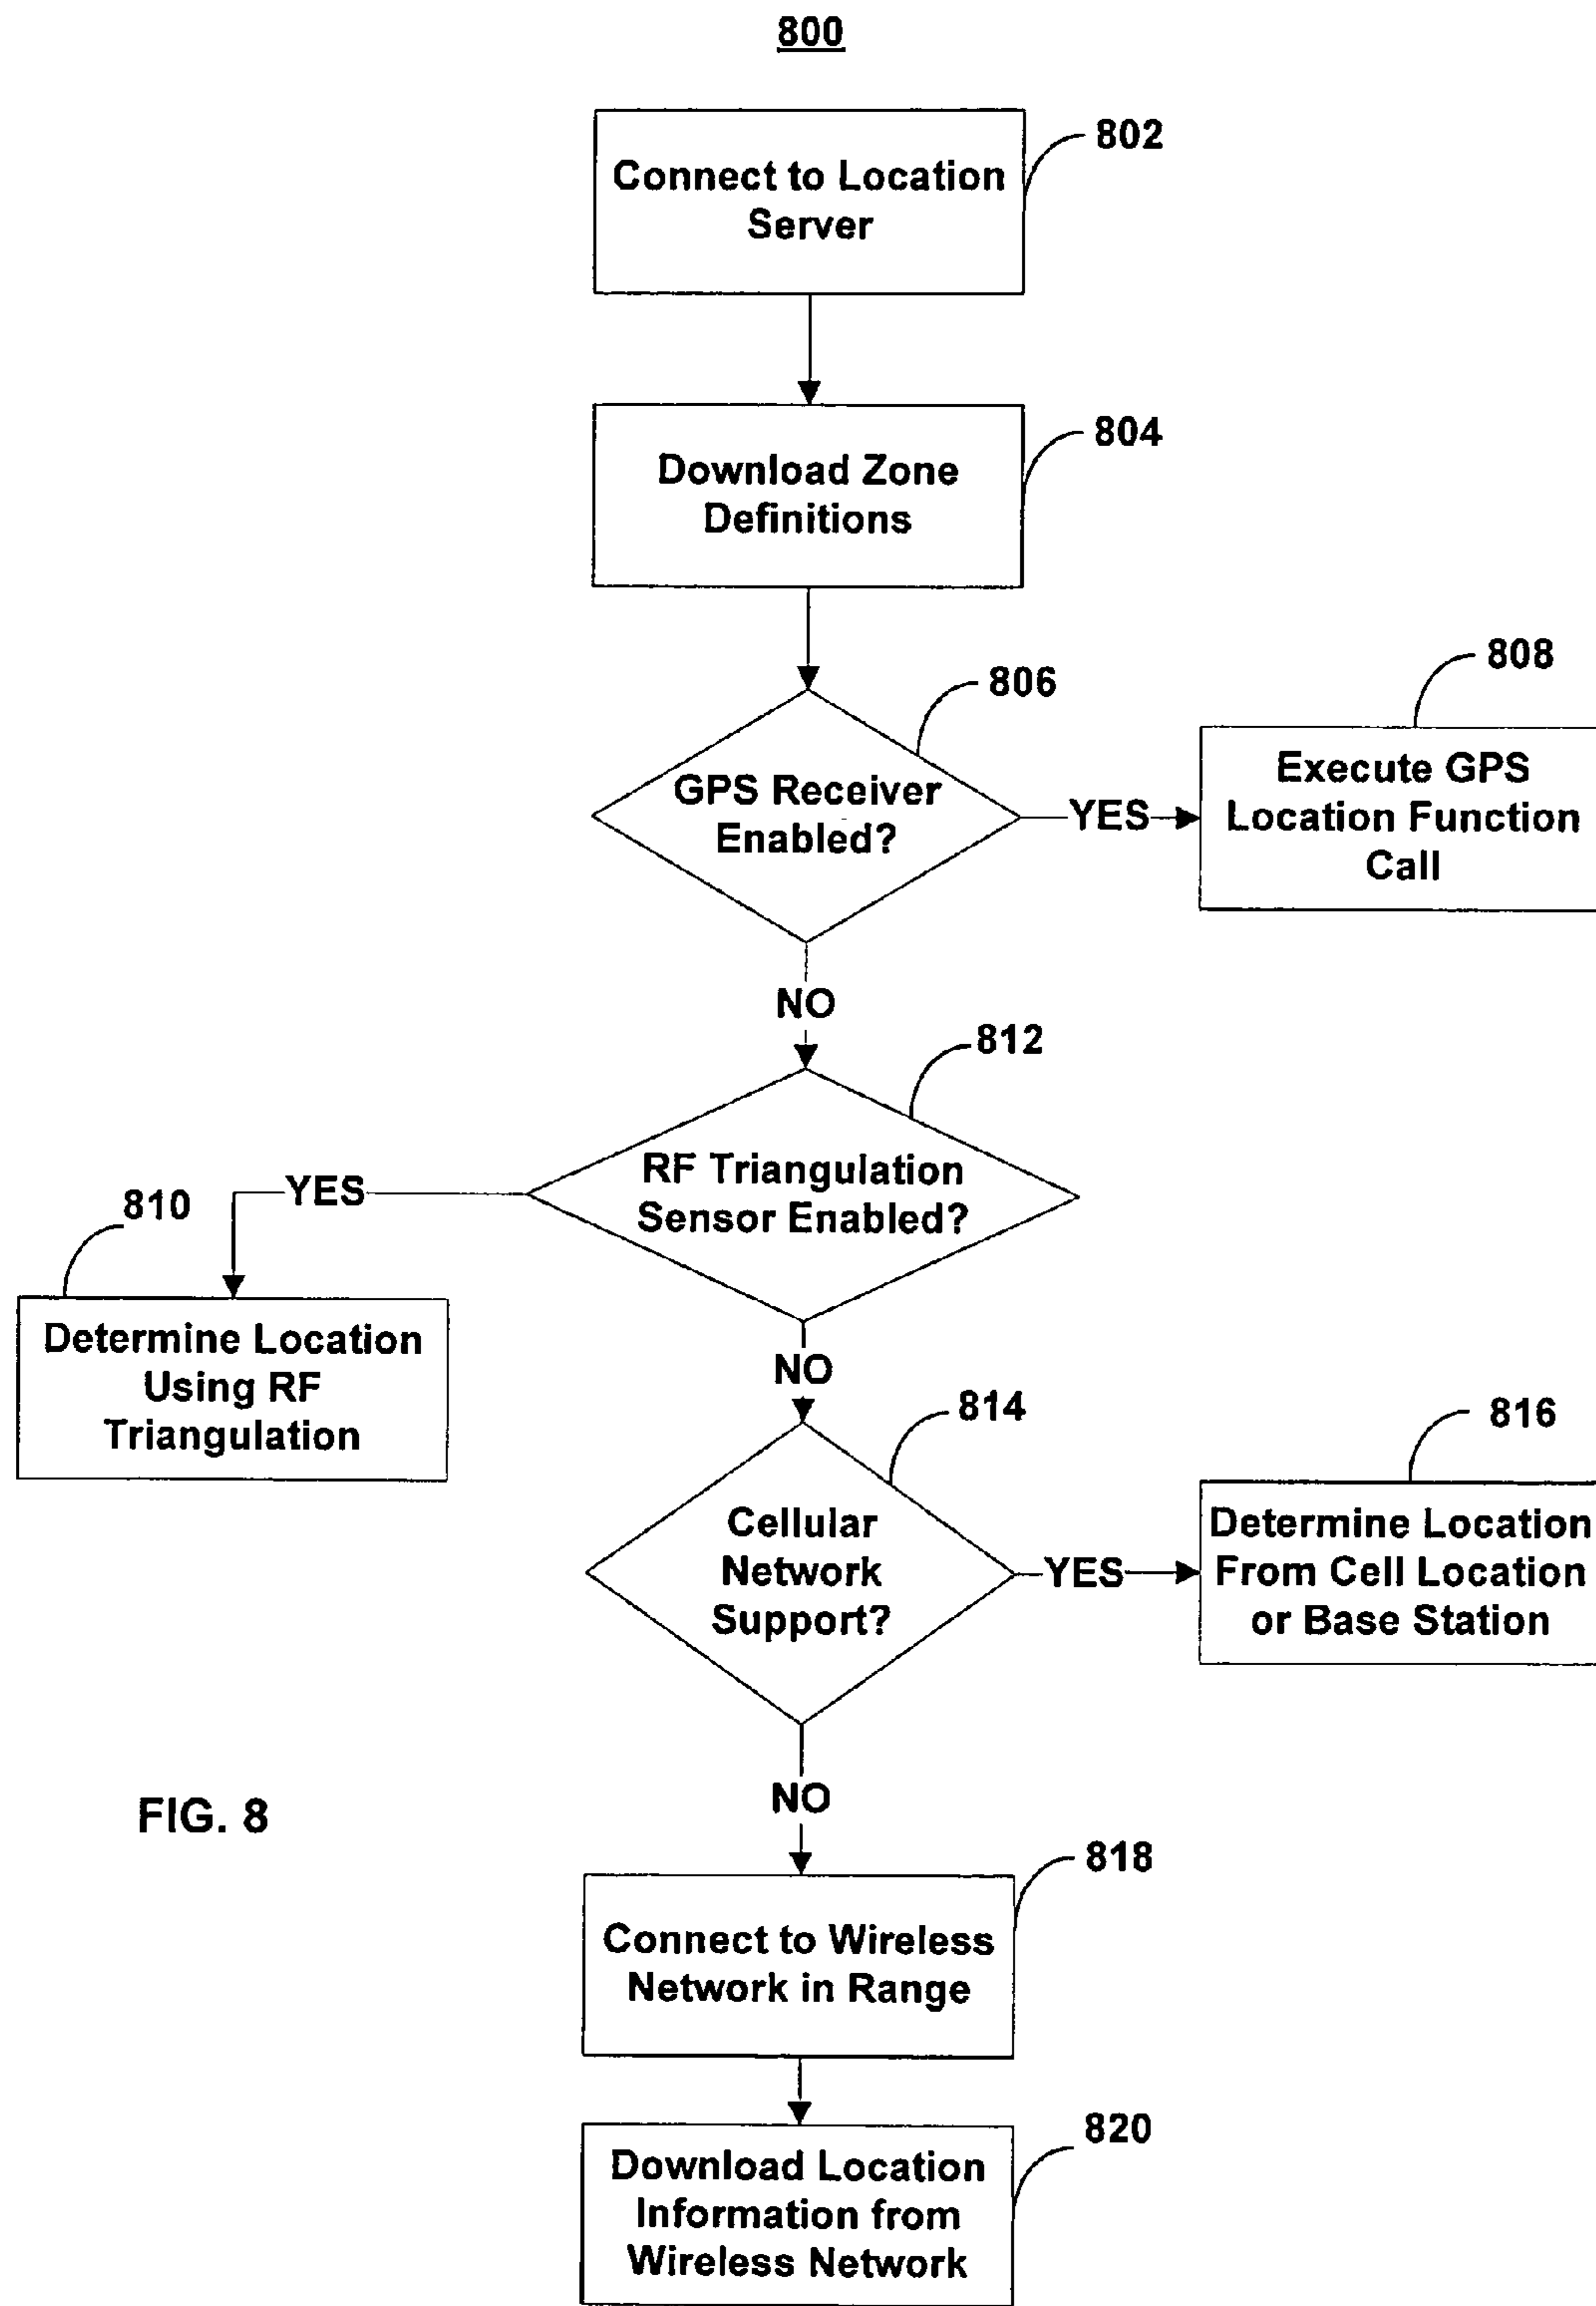 800
802
Connect to Location
Server
804
Download Zone
Definitions
806
GPS Receiver
Enabled?
YES
808
Execute GPS
Location Function
Call
NO
812
RF Triangulation
Sensor Enabled?
YES
810
Determine Location
Using RF
Triangulation
NO
814
Cellular
Network
Support?
YES
816
Determine Location
From Cell Location
or Base Station
NO
FIG. 8
818
Connect to Wireless
Network in Range
820
Download Location
Information from
Wireless Network